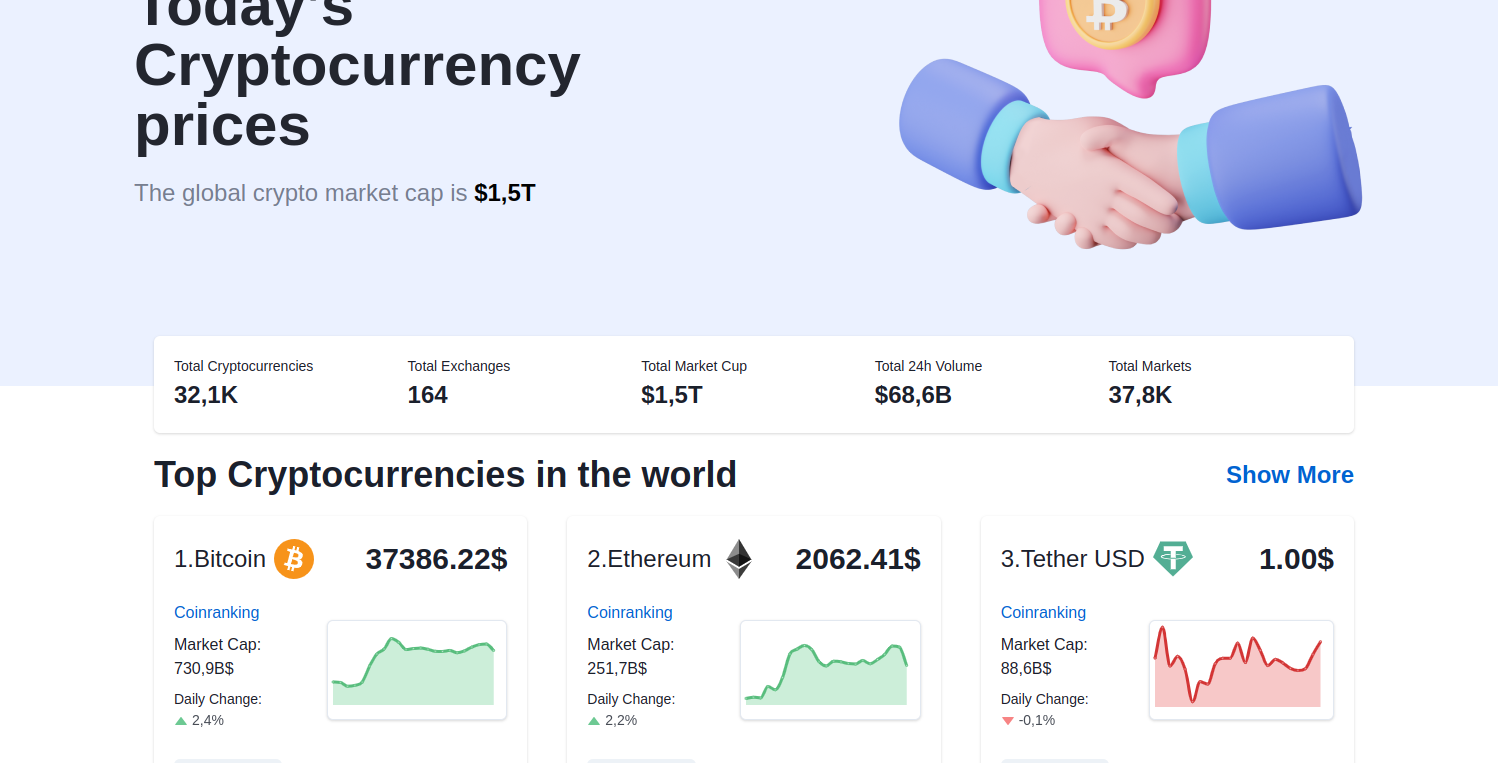 Today's
Cryptocurrency
prices
The global crypto market cap is $1,5T
Total Cryptocurrencies
32,1K
Total Exchanges
164
Total Market Cup
$1,5T
Total 24h Volume
$68,6B
Total Markets
37,8K
Top Cryptocurrencies in the world
Show More
1.Bitcoin 37386.22$
Coinranking
Market Cap:
730,9B$
Daily Change:
2,4%
2.Ethereum 2062.41$
Coinranking
Market Cap:
251,7B$
Daily Change:
2,2%
3.Tether USD 1.00$
Coinranking
Market Cap:
88,6B$
Daily Change:
-0,1%